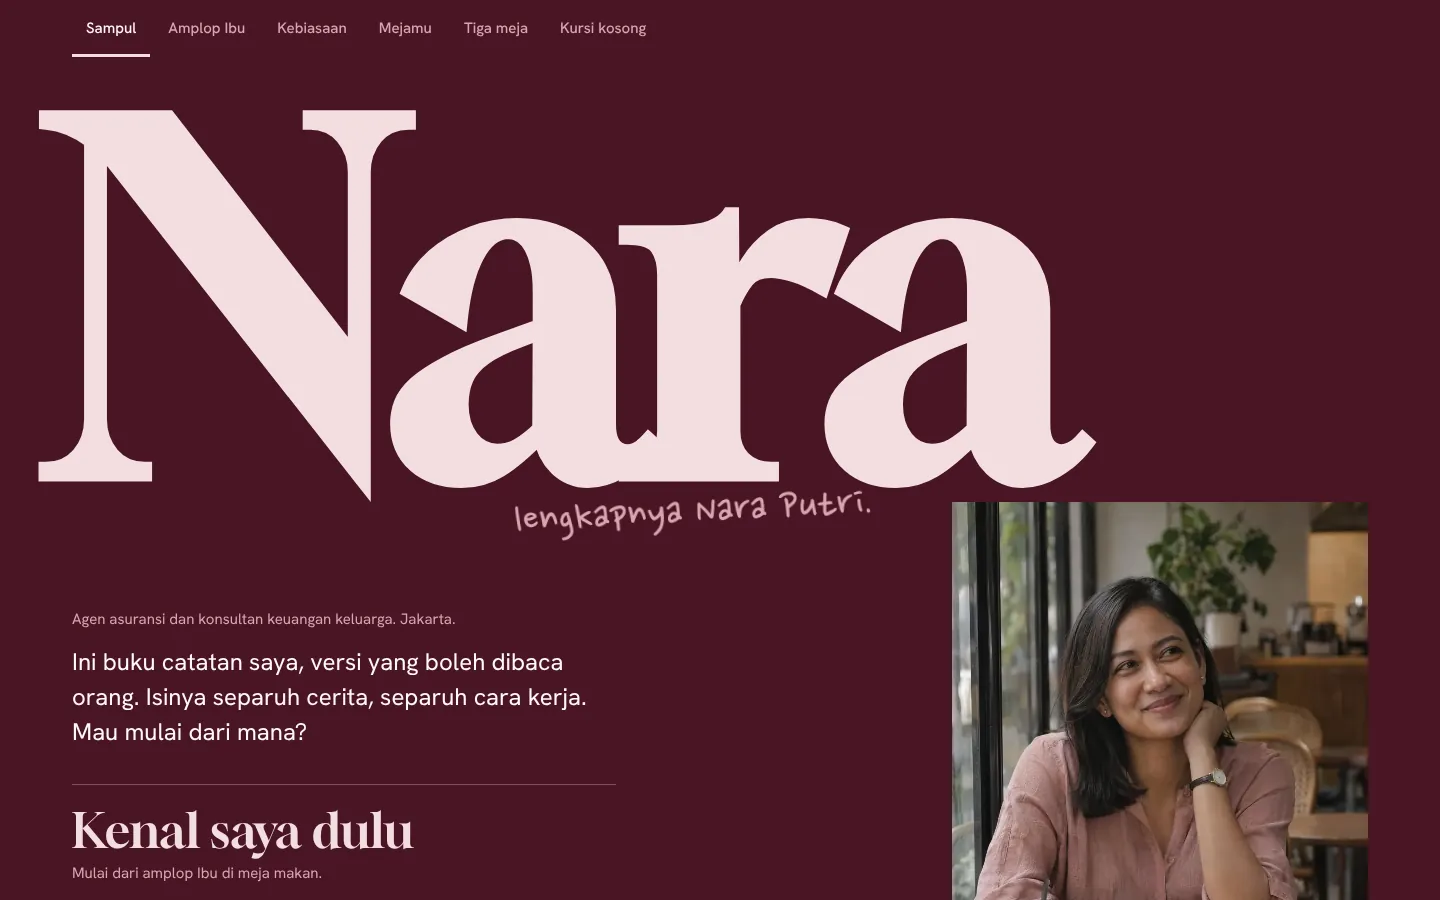 Sampul Amplop Ibu Kebiasaan Mejamu Tiga meja Kursi kosong
Nara
lengkapnya Nara Putri.
Agen asuransi dan konsultan keuangan keluarga. Jakarta.
Ini buku catatan saya, versi yang boleh dibaca
orang. Isinya separuh cerita, separuh cara kerja.
Mau mulai dari mana?
Kenal saya dulu
Mulai dari amplop Ibu di meja makan.